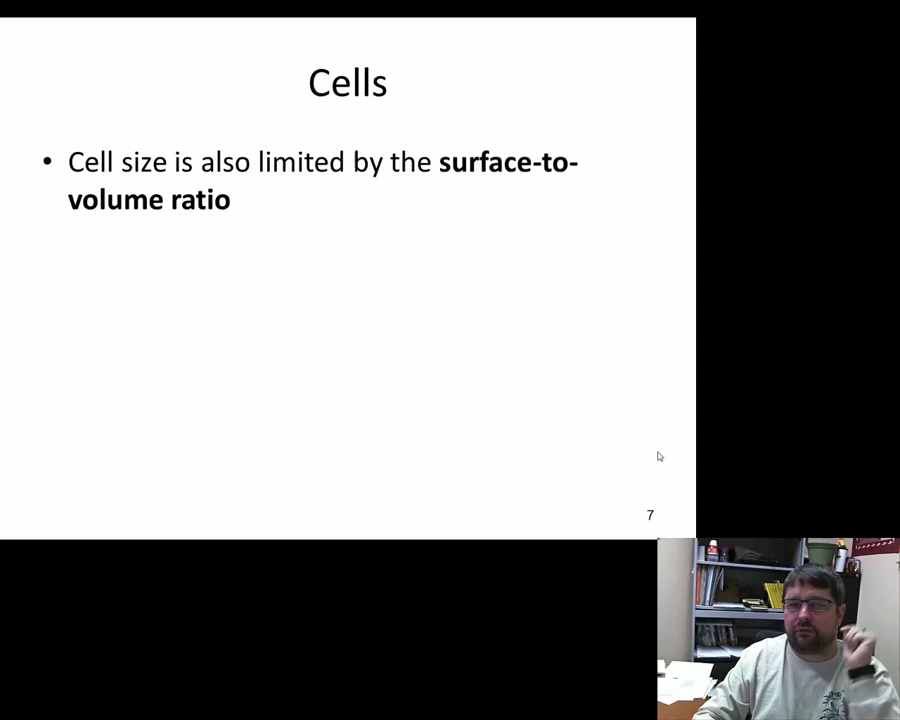 Cells
• Cell size is also limited by the surface-to-
volume ratio
7